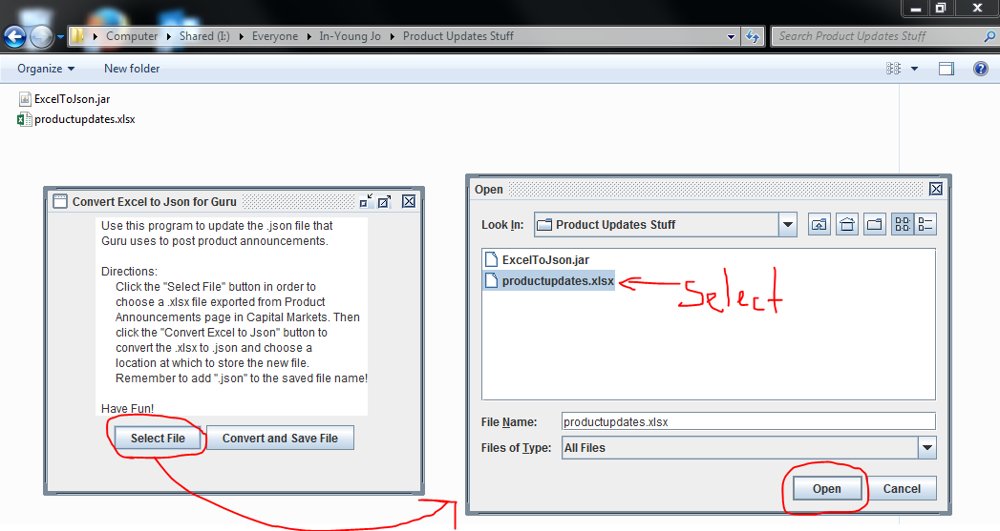 Computer Shared (I:) Everyone In-Young Jo Product Updates Stuff
Search Product Updates Stuff
Organize New folder
ExcelToJson.jar
productupdates.xlsx
Convert Excel to Json for Guru
Use this program to update the .json file that
Guru uses to post product announcements.
Directions:
Click the "Select File" button in order to
choose a .xlsx file exported from Product
Announcements page in Capital Markets. Then
click the "Convert Excel to Json" button to
convert the .xlsx to .json and choose a
location at which to store the new file.
Remember to add ".json" to the saved file name!
Have Fun!
Select File Convert and Save File
Open
Look In: Product Updates Stuff
ExcelToJson.jar
productupdates.xlsx
Select
File Name: productupdates.xlsx
Files of Type: All Files
Open Cancel